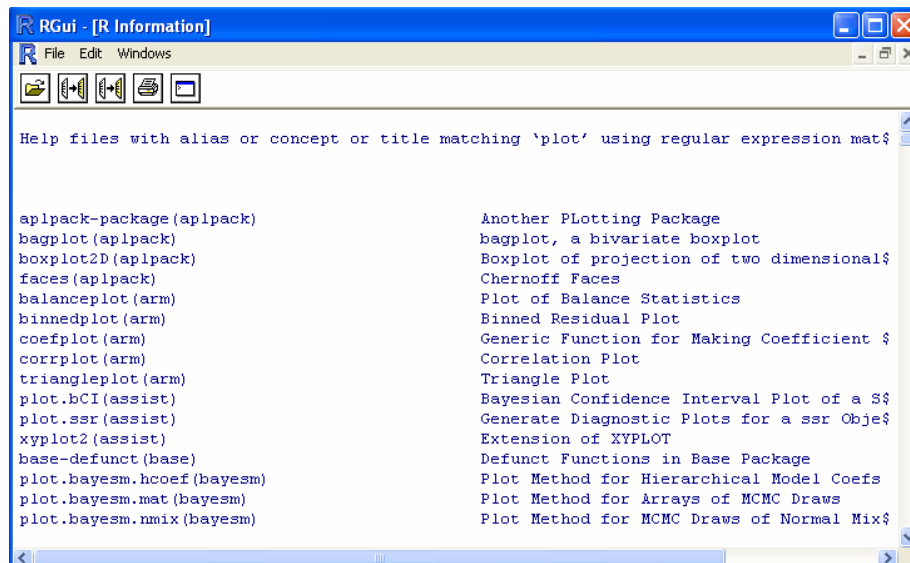 RGui - [R Information]
File Edit Windows
Help files with alias or concept or title matching ‘plot’ using regular expression mat$
aplpack-package(aplpack) Another PLotting Package
bagplot(aplpack) bagplot, a bivariate boxplot
boxplot2D(aplpack) Boxplot of projection of two dimensional$
faces(aplpack) Chernoff Faces
balanceplot(arm) Plot of Balance Statistics
binnedplot(arm) Binned Residual Plot
coefplot(arm) Generic Function for Making Coefficient $
corrplot(arm) Correlation Plot
triangleplot(arm) Triangle Plot
plot.bCI(assist) Bayesian Confidence Interval Plot of a S$
plot.ssr(assist) Generate Diagnostic Plots for a ssr Obje$
xyplot2(assist) Extension of XYPLOT
base-defunct(base) Defunct Functions in Base Package
plot.bayesm.hcoef(bayesm) Plot Method for Hierarchical Model Coefs
plot.bayesm.mat(bayesm) Plot Method for Arrays of MCMC Draws
plot.bayesm.nmix(bayesm) Plot Method for MCMC Draws of Normal Mix$